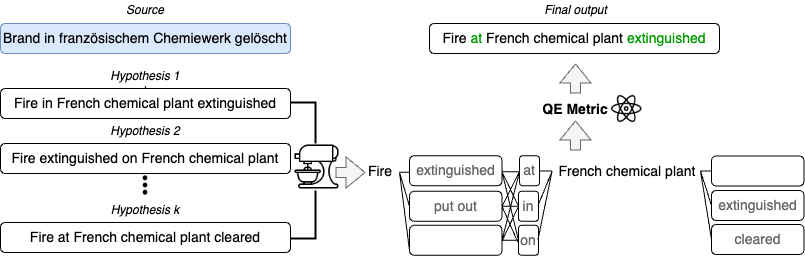 Source
Brand in französischem Chemiewerk gelöscht
Hypothesis 1
Fire in French chemical plant extinguished
Hypothesis 2
Fire extinguished on French chemical plant
Hypothesis k
Fire at French chemical plant cleared
Final output
Fire at French chemical plant extinguished
QE Metric
Fire
extinguished
put out
at
in
on
French chemical plant
extinguished
cleared